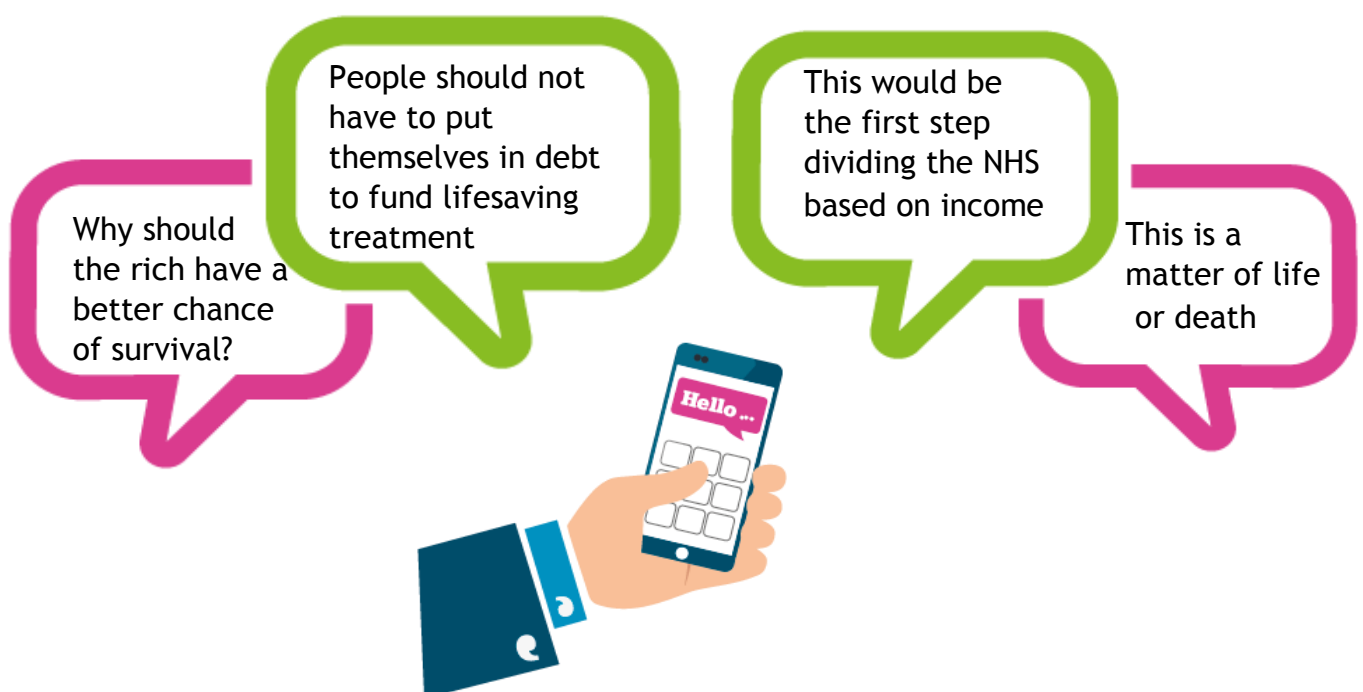 Why should
the rich have a
better chance
of survival?
People should not
have to put
themselves in debt
to fund lifesaving
treatment
This would be
the first step
dividing the NHS
based on income
This is a
matter of life
or death
Hello ...